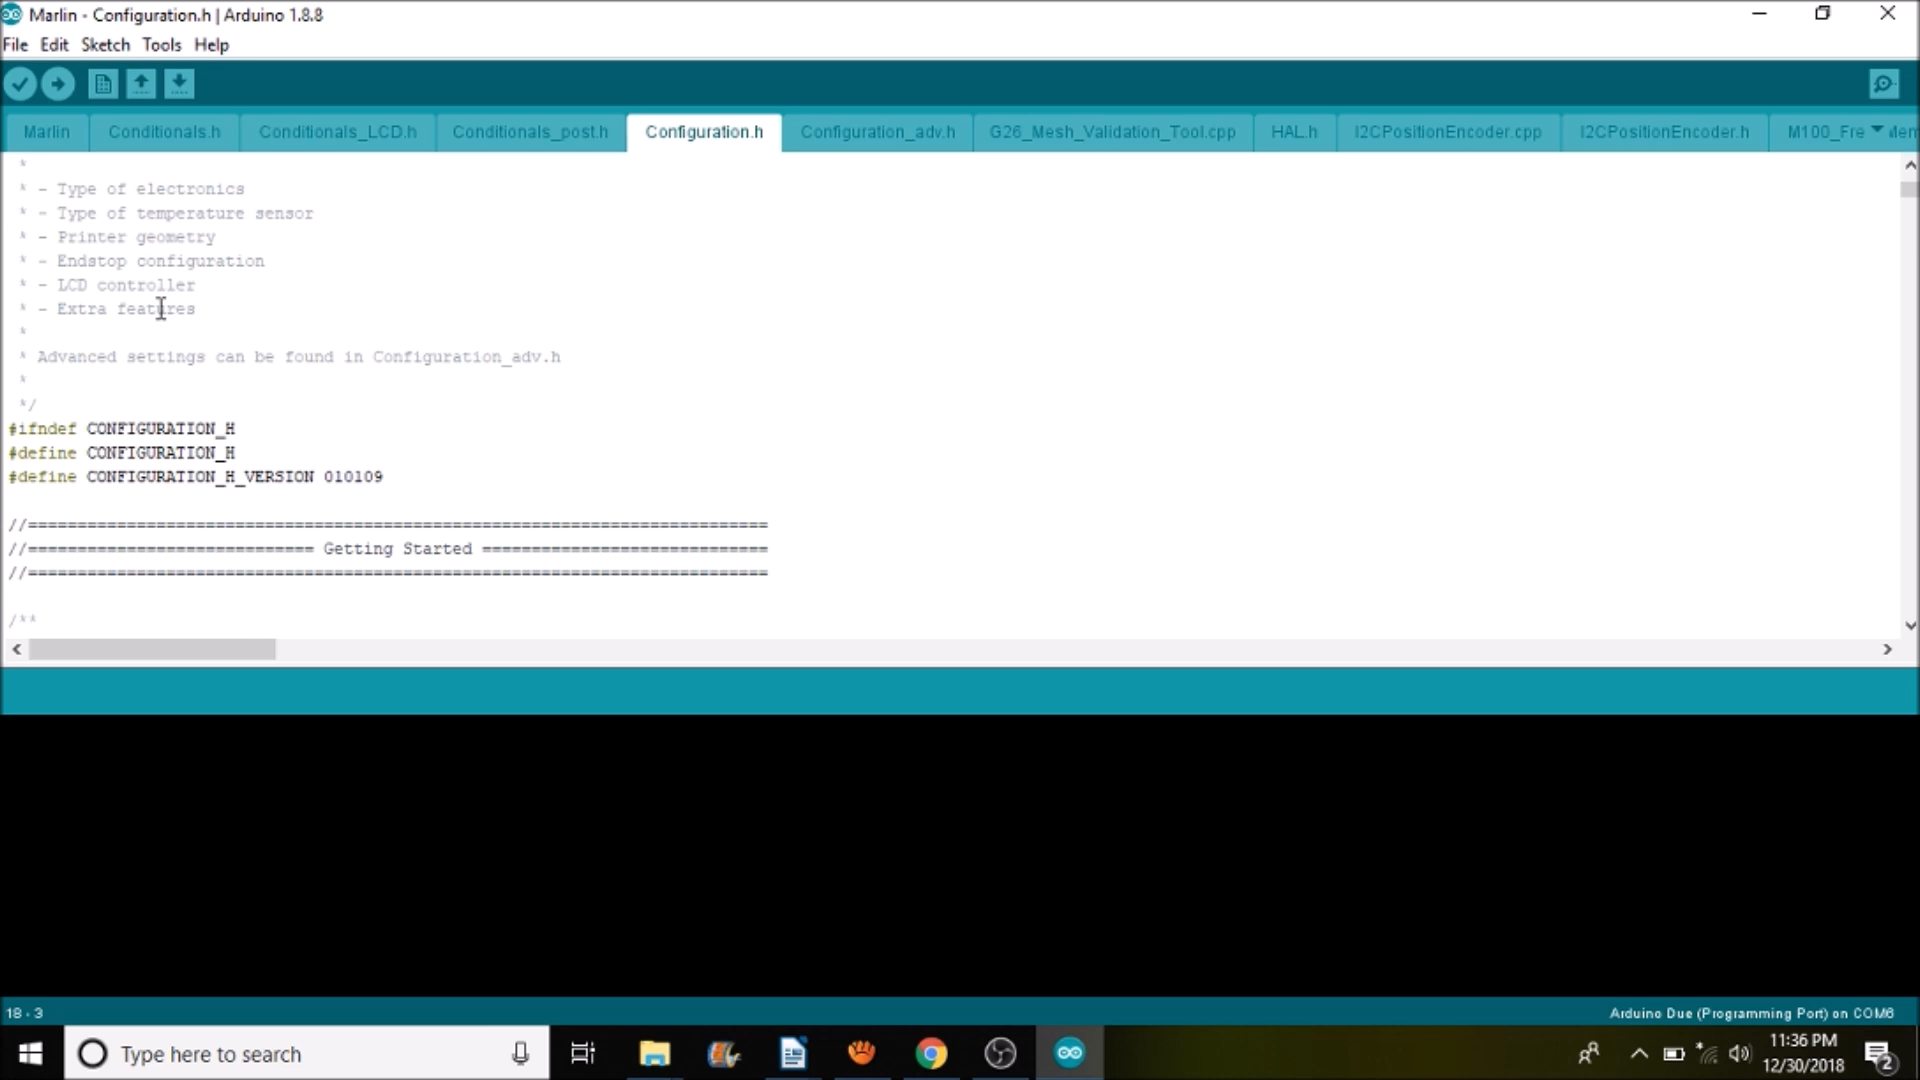 Marlin - Configuration.h | Arduino 1.8.8
File Edit Sketch Tools Help
Marlin Conditionals.h Conditionals_LCD.h Conditionals_post.h Configuration.h Configuration_adv.h G26_Mesh_Validation_Tool.cpp HAL.h I2CPositionEncoder.cpp I2CPositionEncoder.h M100_Fre
*
* - Type of electronics
* - Type of temperature sensor
* - Printer geometry
* - Endstop configuration
* - LCD controller
* - Extra features
*
* Advanced settings can be found in Configuration_adv.h
*
*/
#ifndef CONFIGURATION_H
#define CONFIGURATION_H
#define CONFIGURATION_H_VERSION 010109
//===========================================================================
//============================= Getting Started =============================
//===========================================================================
/**
18 - 3
Arduino Due (Programming Port) on COM6
Type here to search
11:36 PM
12/30/2018
2